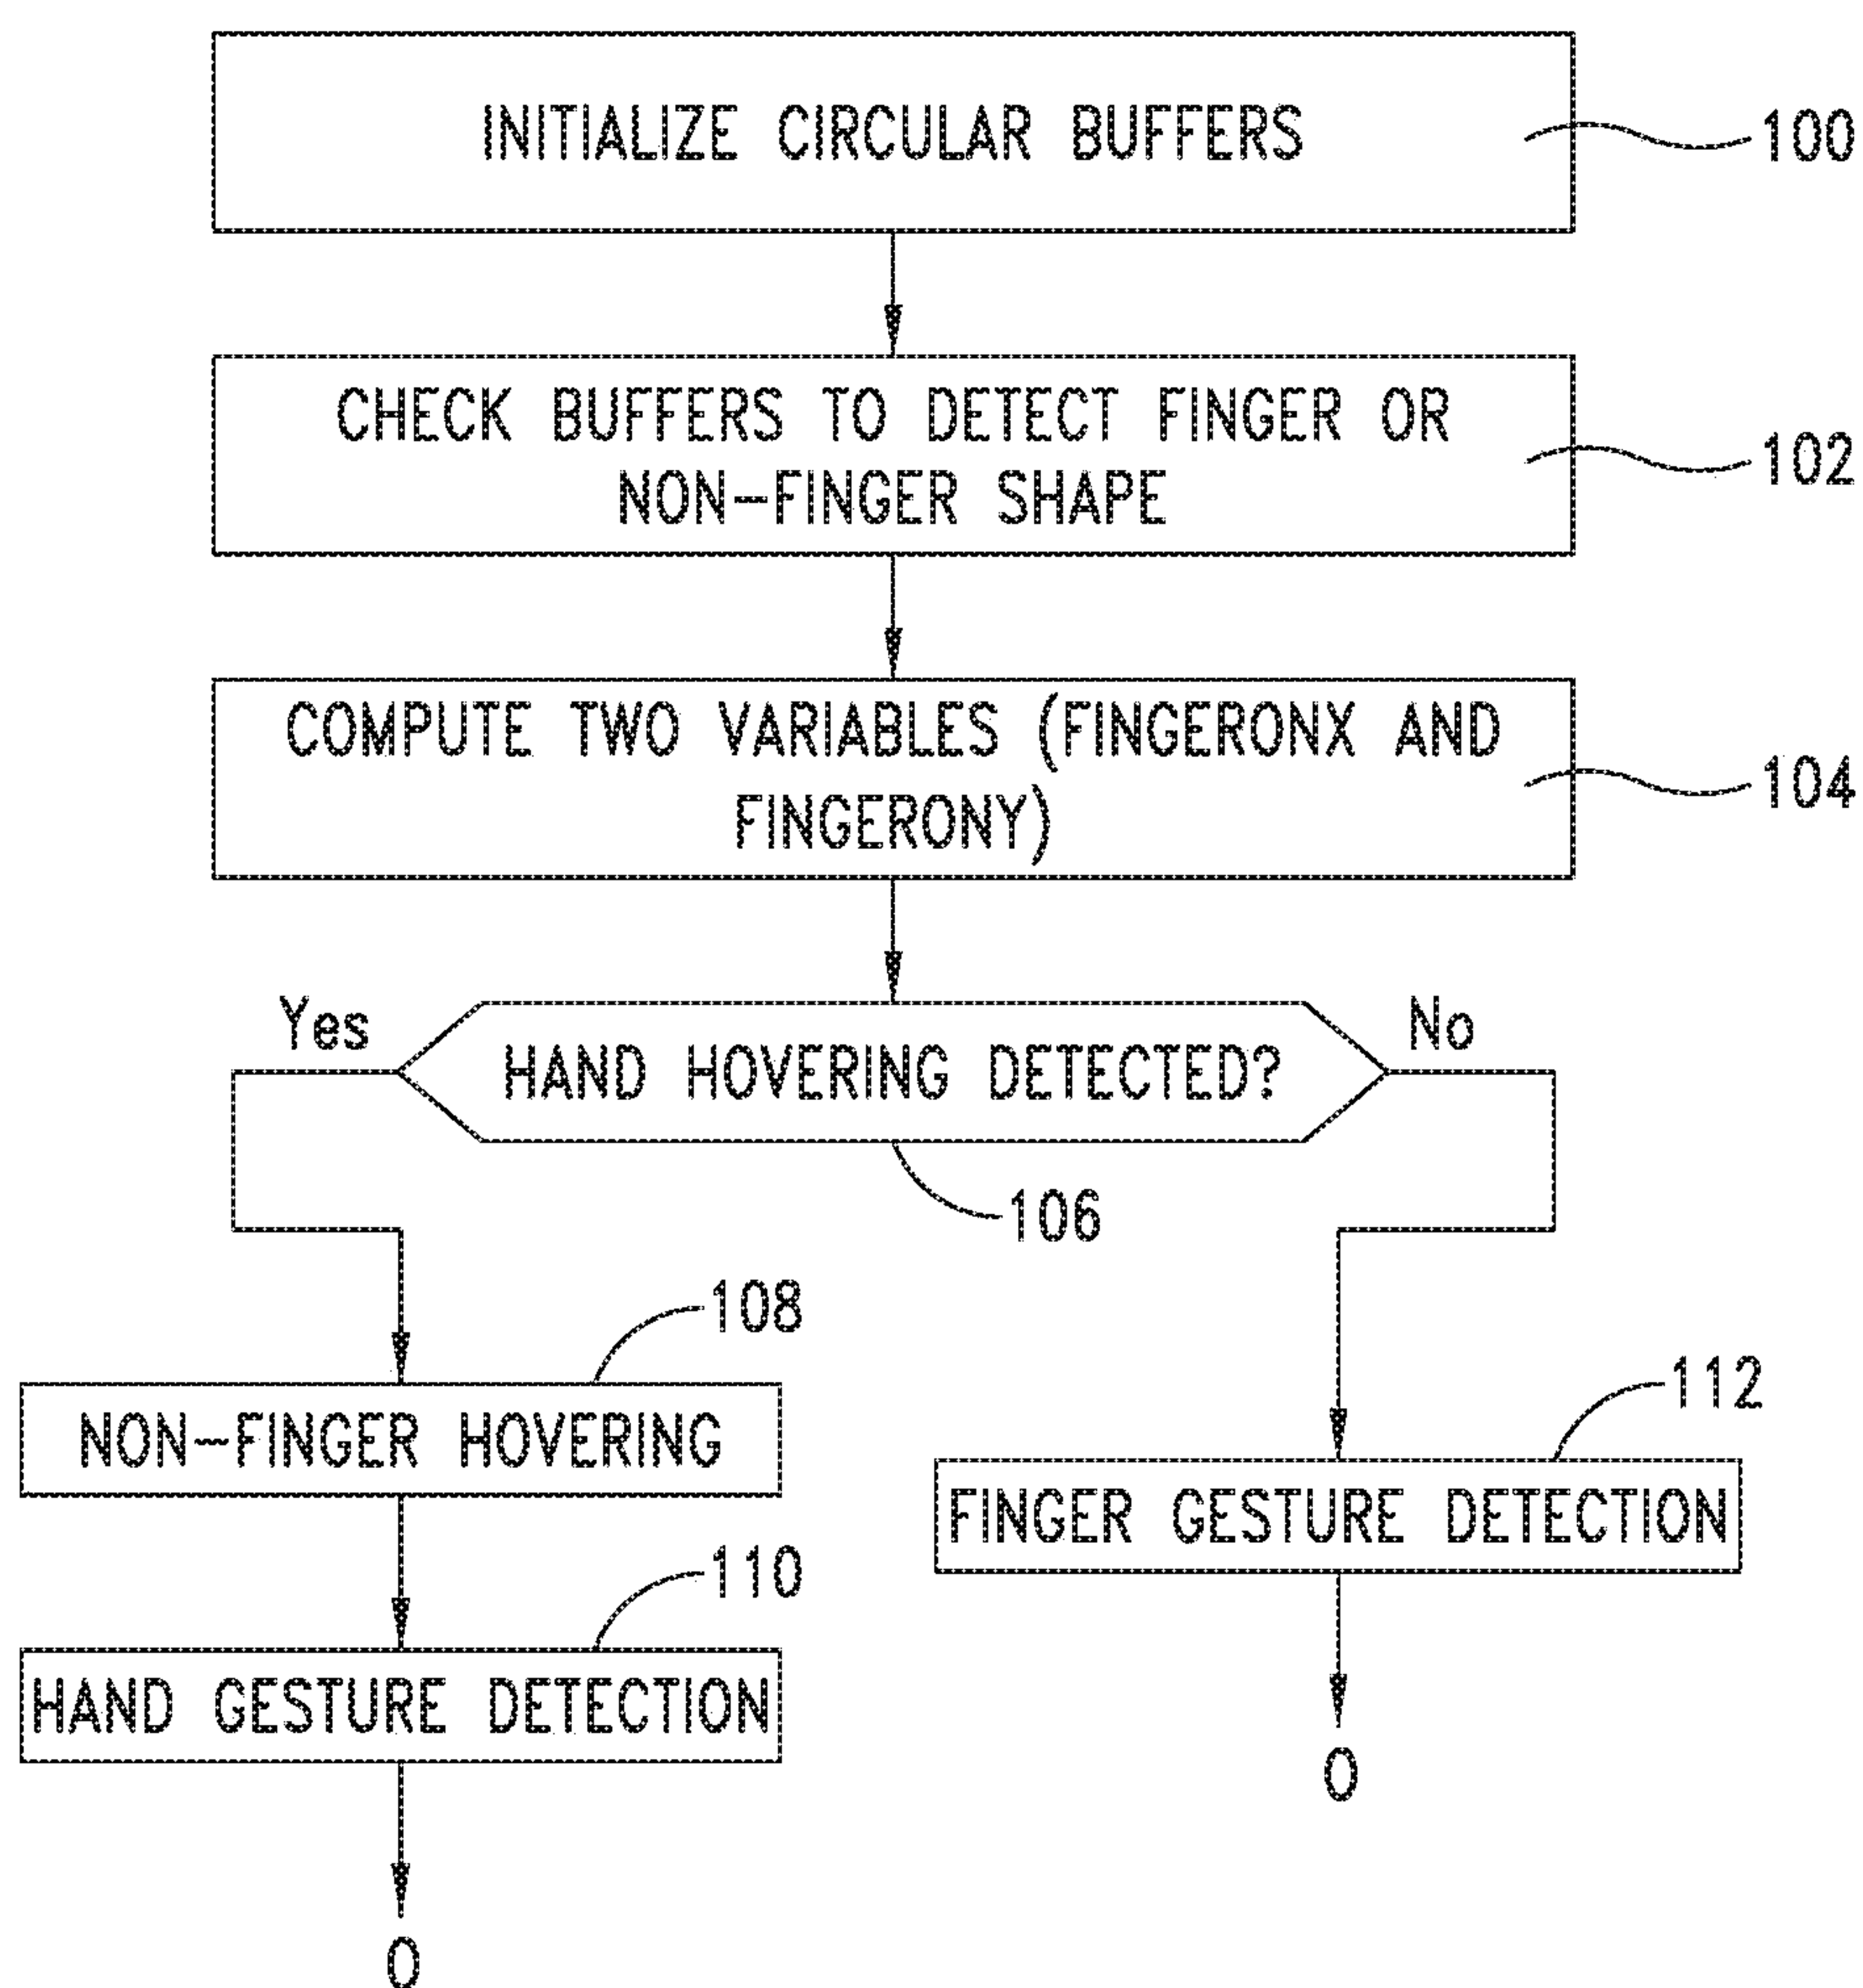 INITIALIZE CIRCULAR BUFFERS
100
CHECK BUFFERS TO DETECT FINGER OR
NON-FINGER SHAPE
102
COMPUTE TWO VARIABLES (FINGERONX AND
FINGERONY)
104
Yes
No
HAND HOVERING DETECTED?
106
108
NON-FINGER HOVERING
112
FINGER GESTURE DETECTION
110
HAND GESTURE DETECTION
O
O